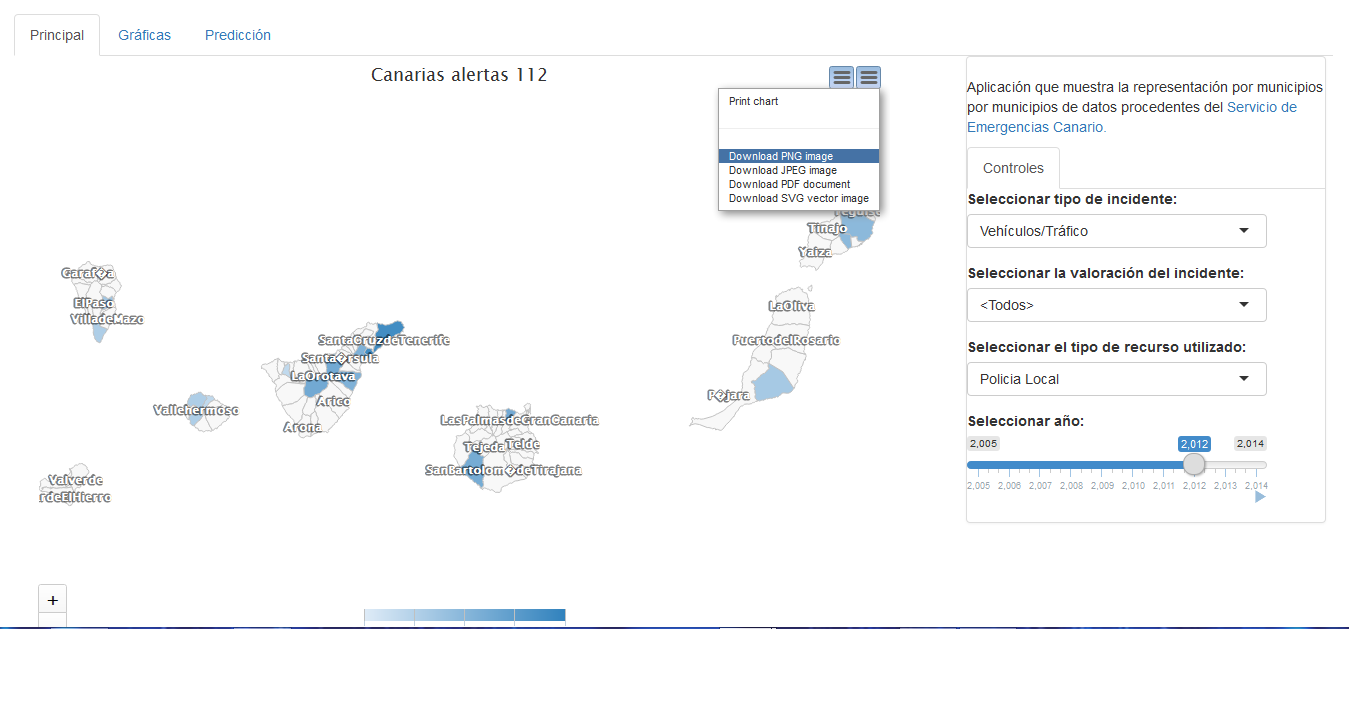 Principal
Gráficas
Predicción
Canarias alertas 112
Print chart
Download PNG image
Download JPEG image
Download PDF document
Download SVG vector image
Aplicación que muestra la representación por municipios
por municipios de datos procedentes del Servicio de
Emergencias Canario.
Controles
Seleccionar tipo de incidente:
Vehículos/Tráfico
Seleccionar la valoración del incidente:
<Todos>
Seleccionar el tipo de recurso utilizado:
Policia Local
Seleccionar año:
2,005
2,012
2,014
2,005 2,006 2,007 2,008 2,009 2,010 2,011 2,012 2,013 2,014
Teguise
Tinajo
Yaiza
Garaf�a
ElPaso
VilladeMazo
LaOliva
PuertodelRosario
P�jara
SantaCruzdeTenerife
Santa�rsula
LaOrotava
Arico
Arona
Vallehermoso
LasPalmasdeGranCanaria
Tejeda
Telde
SanBartolom�deTirajana
Valverde
rdeElHierro
+